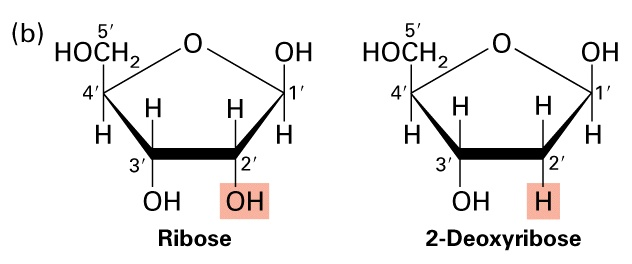 (b)
5′ 5′
HOCH₂ O OH HOCH₂ O OH
4′ 1′ 4′ 1′
H H H H H H H H
3′ 2′ 3′ 2′
OH OH OH H
Ribose 2-Deoxyribose